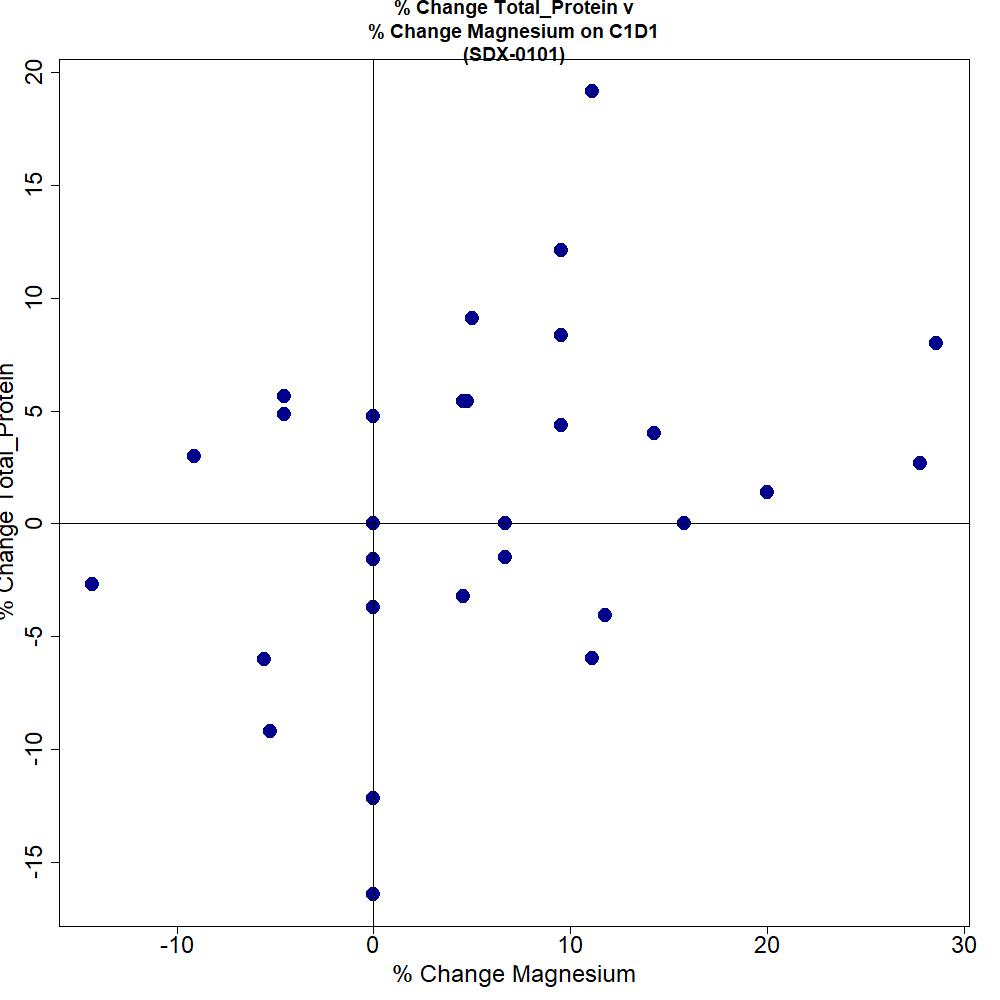 % Change Total_Protein v
% Change Magnesium on C1D1
(SDX-0101)
20
15
10
5
0
-5
-10
-15
% Change Total_Protein
-10 0 10 20 30
% Change Magnesium